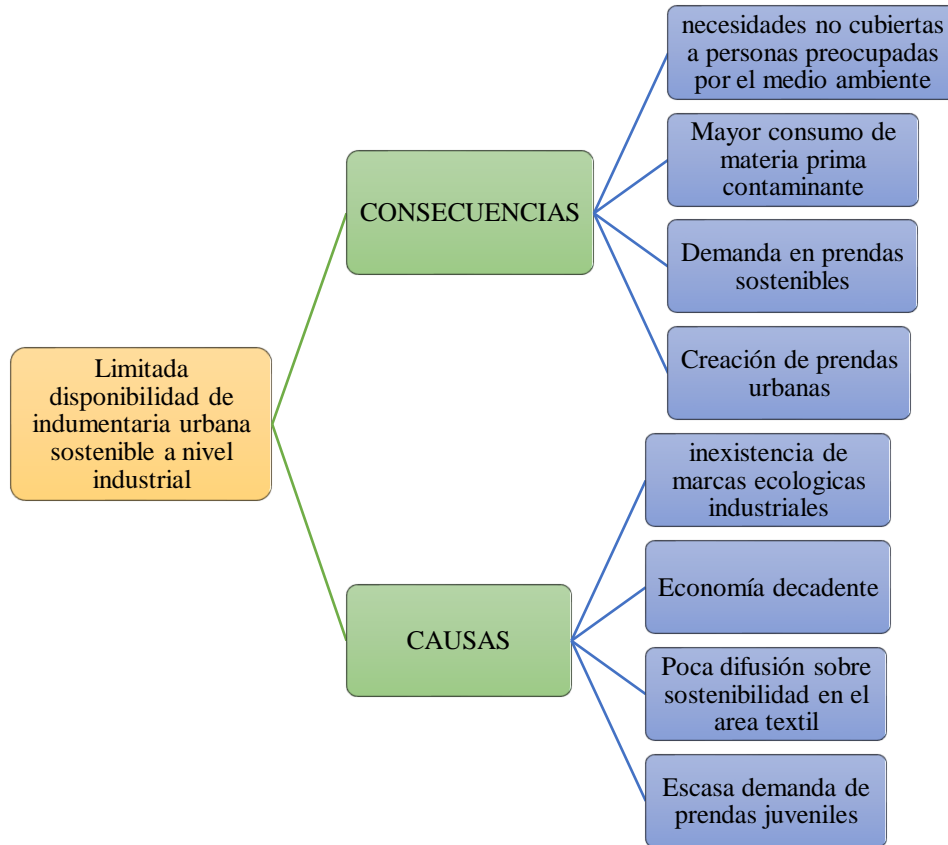 Limitada
disponibilidad de
indumentaria urbana
sostenible a nivel
industrial
CONSECUENCIAS
necesidades no cubiertas
a personas preocupadas
por el medio ambiente
Mayor consumo de
materia prima
contaminante
Demanda en prendas
sostenibles
Creación de prendas
urbanas
CAUSAS
inexistencia de
marcas ecologicas
industriales
Economía decadente
Poca difusión sobre
sostenibilidad en el
area textil
Escasa demanda de
prendas juveniles